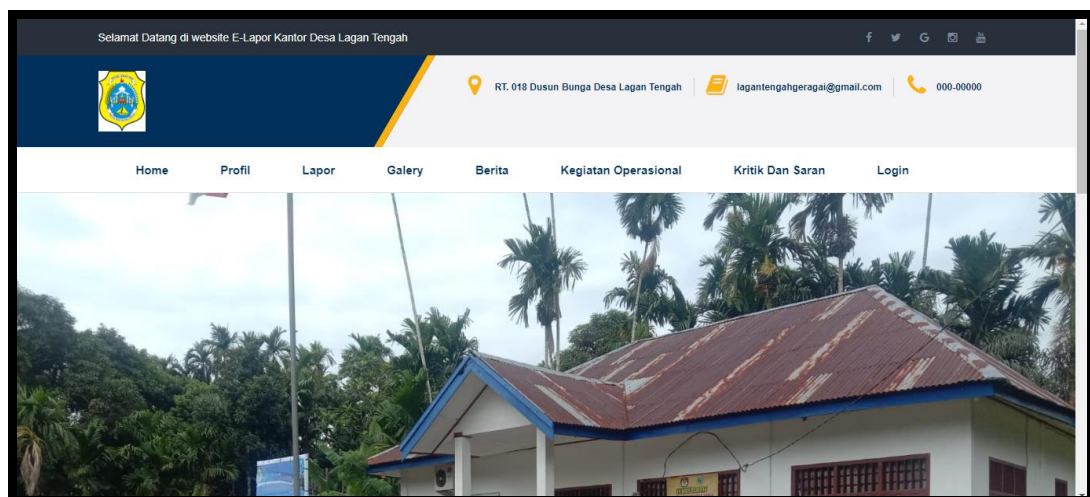 Selamat Datang di website E-Lapor Kantor Desa Lagan Tengah
RT. 018 Dusun Bunga Desa Lagan Tengah
lagantengahgeragai@gmail.com
000-00000
Home Profil Lapor Galery Berita Kegiatan Operasional Kritik Dan Saran Login